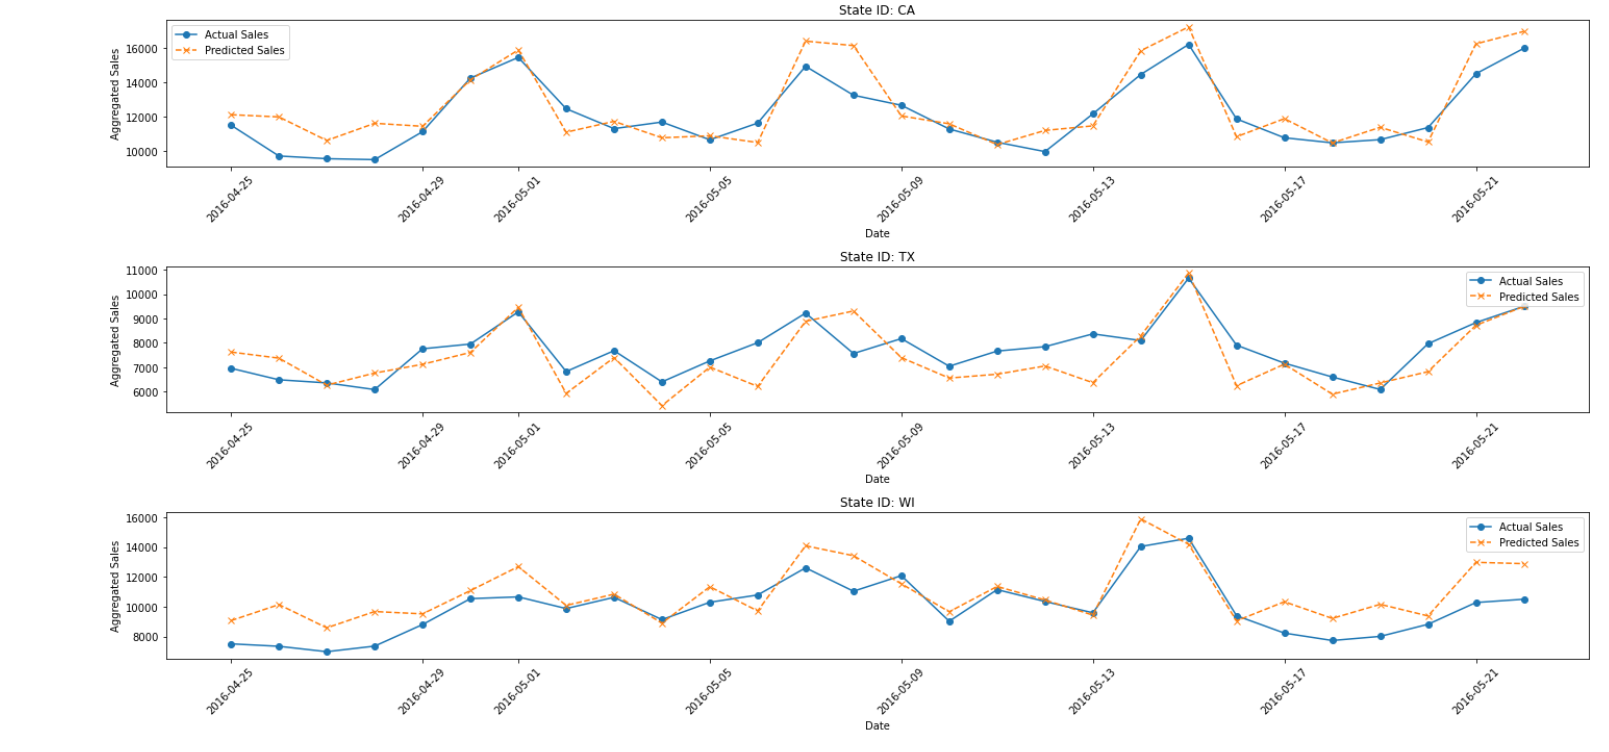 State ID: CA
Actual Sales
Predicted Sales
Aggregated Sales
16000
14000
12000
10000
2016-04-25
2016-04-29
2016-05-01
2016-05-05
2016-05-09
2016-05-13
2016-05-17
2016-05-21
Date
State ID: TX
Actual Sales
Predicted Sales
Aggregated Sales
11000
10000
9000
8000
7000
6000
2016-04-25
2016-04-29
2016-05-01
2016-05-05
2016-05-09
2016-05-13
2016-05-17
2016-05-21
Date
State ID: WI
Actual Sales
Predicted Sales
Aggregated Sales
16000
14000
12000
10000
8000
2016-04-25
2016-04-29
2016-05-01
2016-05-05
2016-05-09
2016-05-13
2016-05-17
2016-05-21
Date